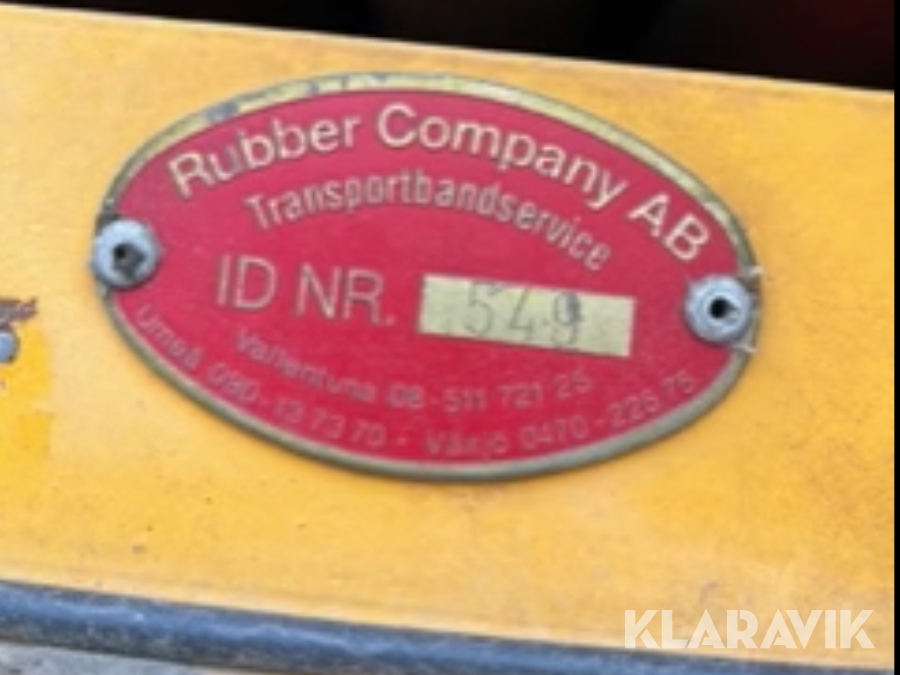 Rubber Company AB
Transportbandservice
ID NR. 549
Vallentuna 08-511 721 25
Umeå 090-13 73 70 - Växjö 0470-226 75
KLARAVIK